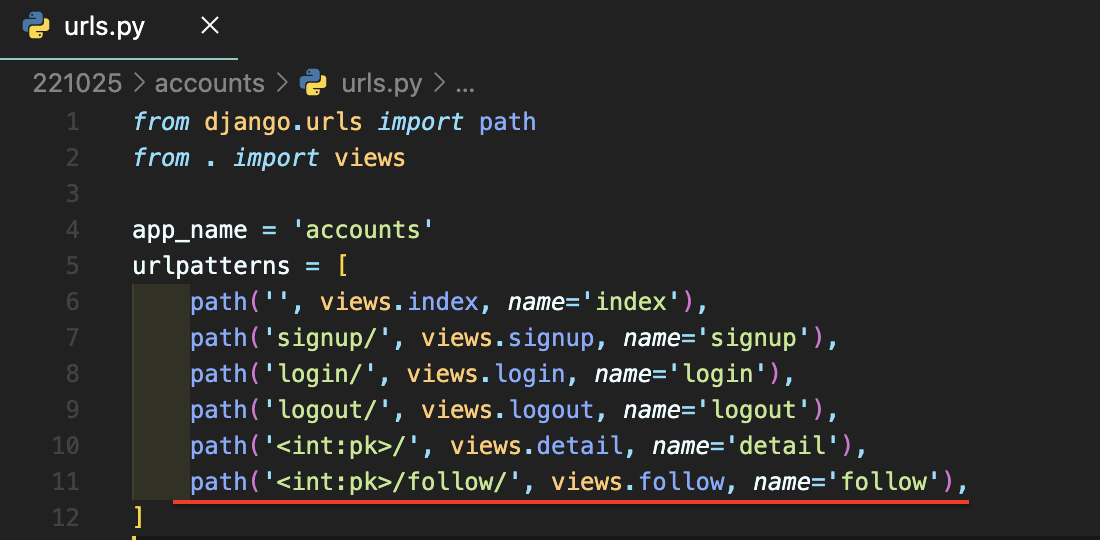 urls.py ×
221025 > accounts > urls.py > ...
1 from django.urls import path
2 from . import views
3
4 app_name = 'accounts'
5 urlpatterns = [
6     path('', views.index, name='index'),
7     path('signup/', views.signup, name='signup'),
8     path('login/', views.login, name='login'),
9     path('logout/', views.logout, name='logout'),
10     path('<int:pk>/', views.detail, name='detail'),
11     path('<int:pk>/follow/', views.follow, name='follow'),
12 ]